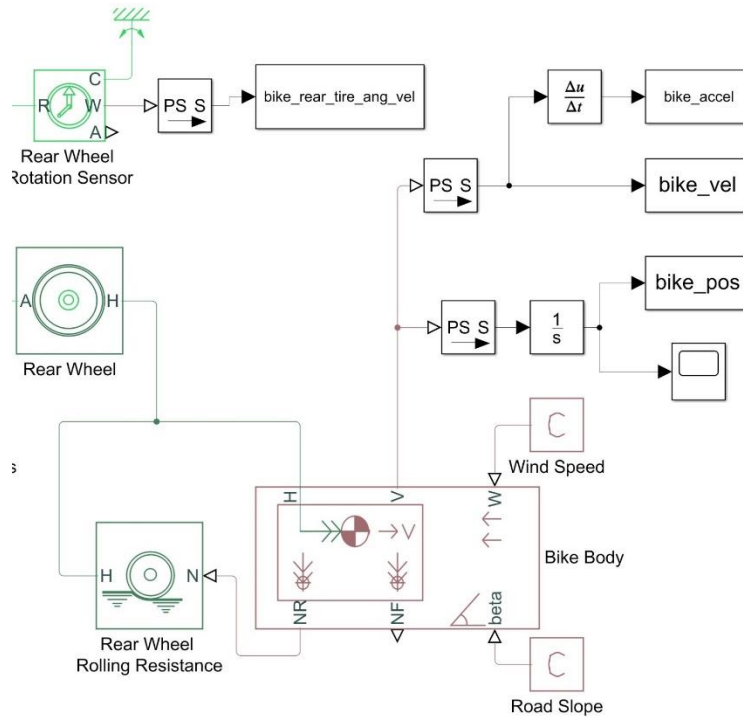 C
R
W
A
Rear Wheel
Rotation Sensor
PS S
bike_rear_tire_ang_vel
Δu
Δt
bike_accel
PS S
bike_vel
A
H
Rear Wheel
PS S
1
s
bike_pos
C
Wind Speed
s
H
V
W
V
Bike Body
H
N
NR
NF
beta
Rear Wheel
Rolling Resistance
C
Road Slope